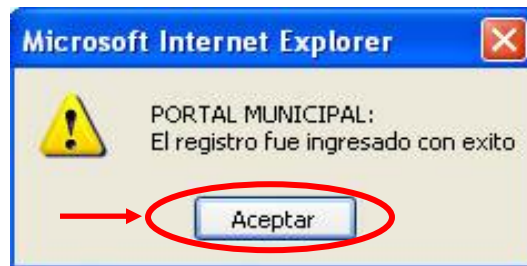 Microsoft Internet Explorer
PORTAL MUNICIPAL:
El registro fue ingresado con exito
Aceptar